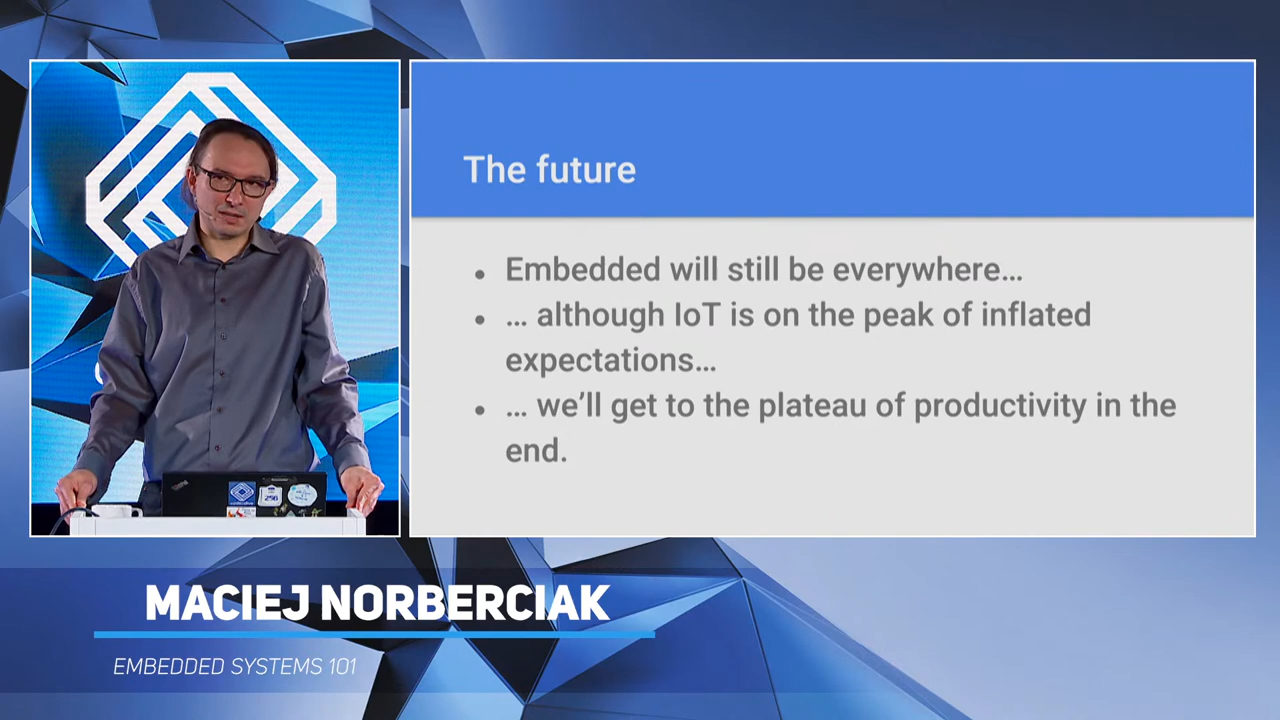 The future
• Embedded will still be everywhere...
• ... although IoT is on the peak of inflated
expectations...
• ... we'll get to the plateau of productivity in the
end.
MACIEJ NORBERCIAK
EMBEDDED SYSTEMS 101